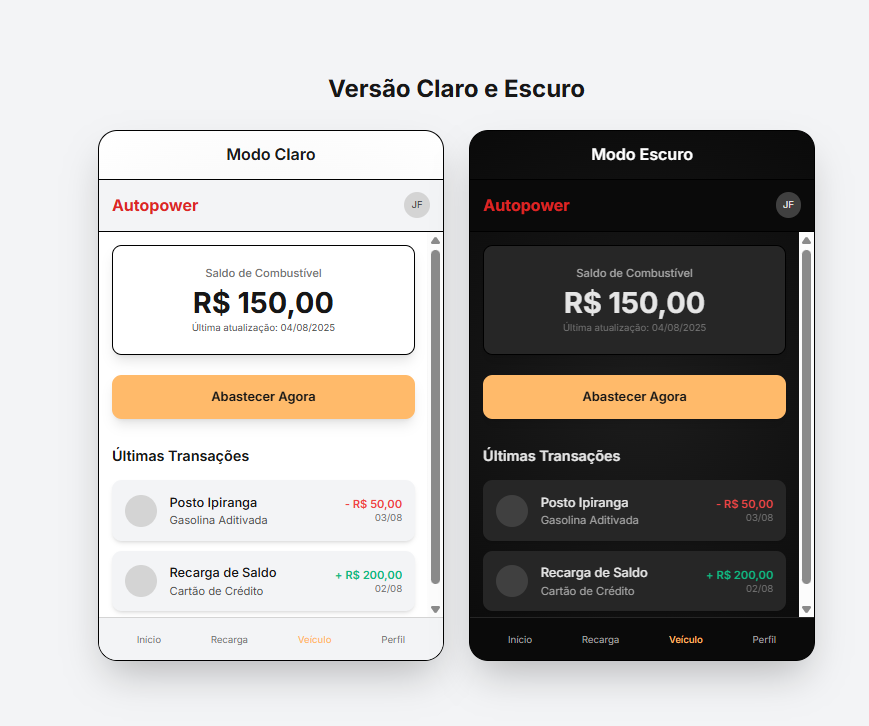 Versão Claro e Escuro
Modo Claro
Autopower
JF
Saldo de Combustível
R$ 150,00
Última atualização: 04/08/2025
Abastecer Agora
Últimas Transações
Posto Ipiranga
- R$ 50,00
Gasolina Aditivada
03/08
Recarga de Saldo
+ R$ 200,00
Cartão de Crédito
02/08
Início
Recarga
Veículo
Perfil
Modo Escuro
Autopower
JF
Saldo de Combustível
R$ 150,00
Última atualização: 04/08/2025
Abastecer Agora
Últimas Transações
Posto Ipiranga
- R$ 50,00
Gasolina Aditivada
03/08
Recarga de Saldo
+ R$ 200,00
Cartão de Crédito
02/08
Início
Recarga
Veículo
Perfil